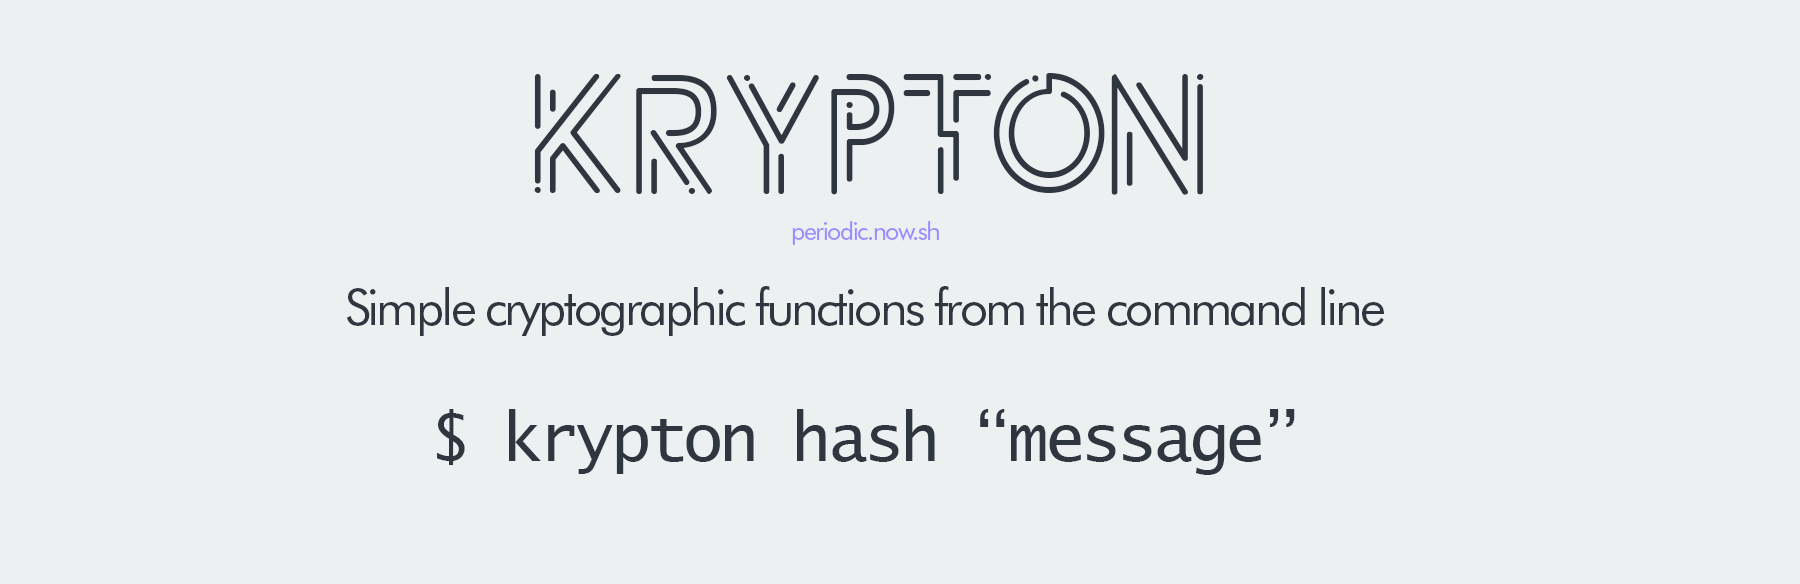 KRYPTON
periodic.now.sh
Simple cryptographic functions from the command line
$ krypton hash “message”